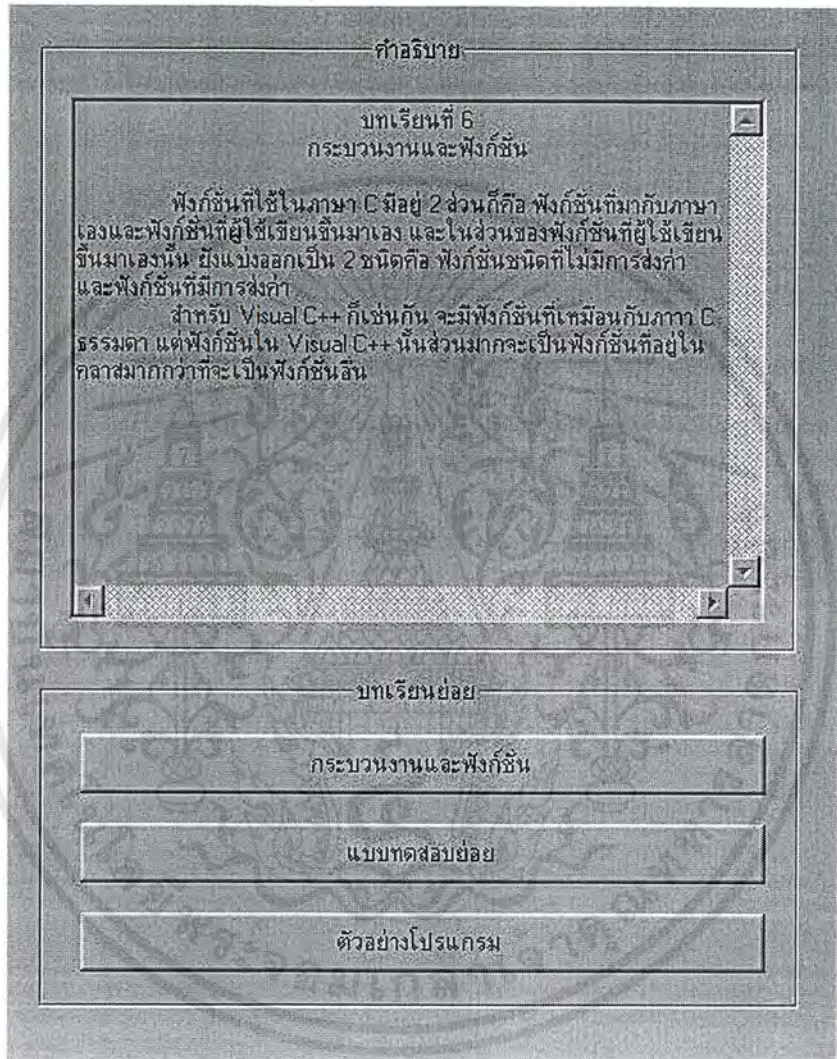 คำอธิบาย
บทเรียนที่ 6
กระบวนงานและฟังก์ชั่น
ฟังก์ชั่นที่ใช้ในภาษา C มีอยู่ 2 ส่วนก็คือ ฟังก์ชั่นที่มากับภาษา
เองและฟังก์ชั่นที่ผู้ใช้เขียนขึ้นมาเอง และในส่วนของฟังก์ชั่นที่ผู้ใช้เขียน
ขึ้นมาเองนั้น ยังแบ่งออกเป็น 2 ชนิดคือ ฟังก์ชั่นชนิดที่ไม่มีการส่งค่า
และฟังก์ชั่นที่มีการส่งค่า
สำหรับ Visual C++ ก็เช่นกัน จะมีฟังก์ชั่นที่เหมือนกับภาาา C
ธรรมดา แต่ฟังก์ชั่นใน Visual C++ นั้นส่วนมากจะเป็นฟังก์ชั่นที่อยู่ใน
คลาสมากกว่าที่จะเป็นฟังก์ชั่นอื่น
บทเรียนย่อย
กระบวนงานและฟังก์ชั่น
แบบทดสอบย่อย
ตัวอย่างโปรแกรม